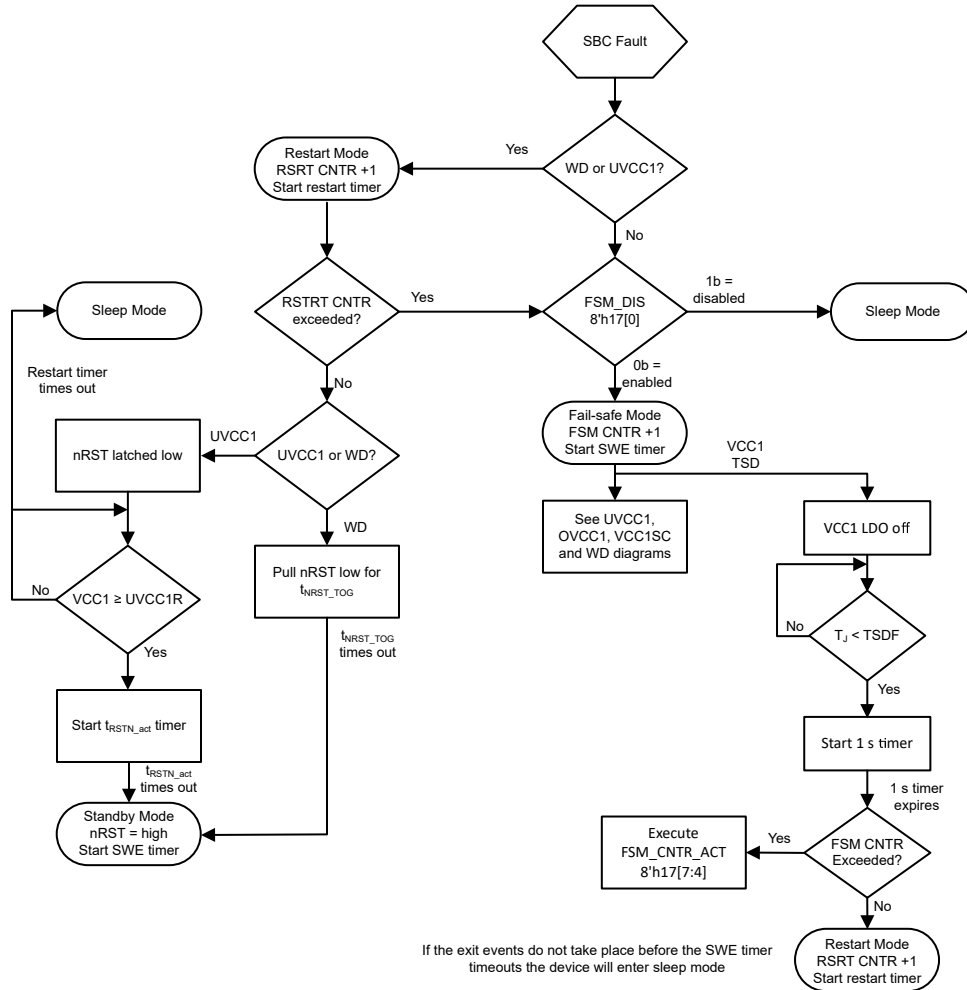 SBC Fault
Yes
WD or UVCC1?
Restart Mode
RSRT CNTR +1
Start restart timer
No
RSTRT CNTR
exceeded?
Yes
FSM_DIS
8'h17[0]
1b =
disabled
Sleep Mode
Sleep Mode
Restart timer
times out
No
0b =
enabled
Fail-safe Mode
FSM CNTR +1
Start SWE timer
UVCC1
nRST latched low
UVCC1 or WD?
VCC1
TSD
WD
See UVCC1,
OVCC1, VCC1SC
and WD diagrams
VCC1 LDO off
Pull nRST low for
tNRST_TOG
No
VCC1 ≥ UVCC1R
Yes
tNRST_TOG
times out
No
TJ < TSDF
Yes
Start tRSTN_act timer
Start 1 s timer
tRSTN_act
times out
1 s timer
expires
Standby Mode
nRST = high
Start SWE timer
Execute
FSM_CNTR_ACT
8'h17[7:4]
Yes
FSM CNTR
Exceeded?
No
If the exit events do not take place before the SWE timer
timeouts the device will enter sleep mode
Restart Mode
RSRT CNTR +1
Start restart timer